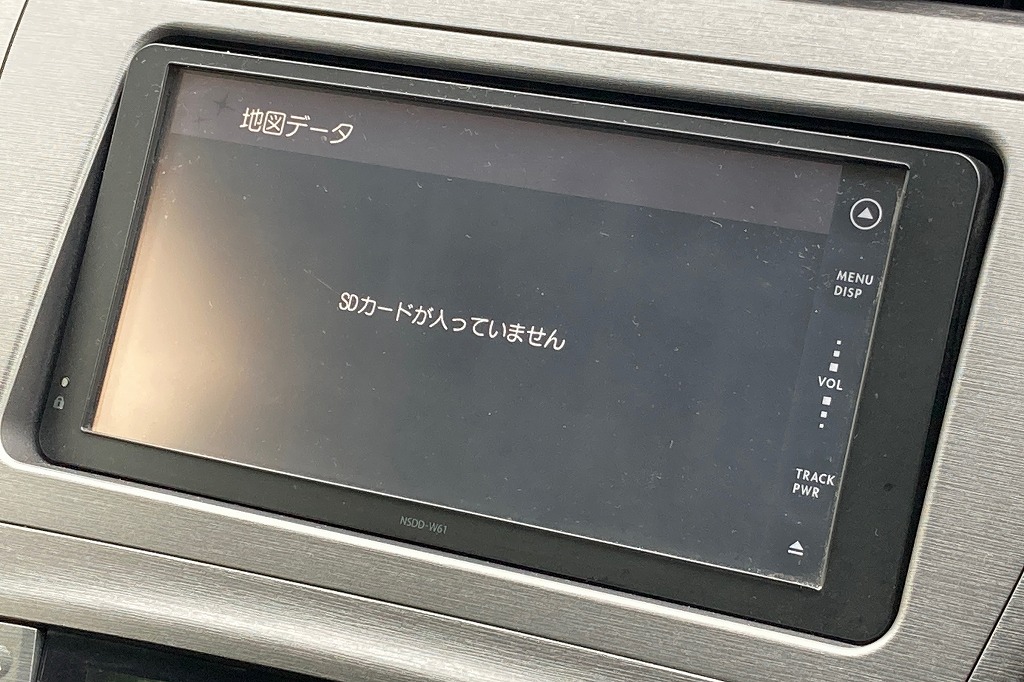 地図データ
SDカードが入っていません
MENU
DISP
VOL
TRACK
PWR
NSDD-W61